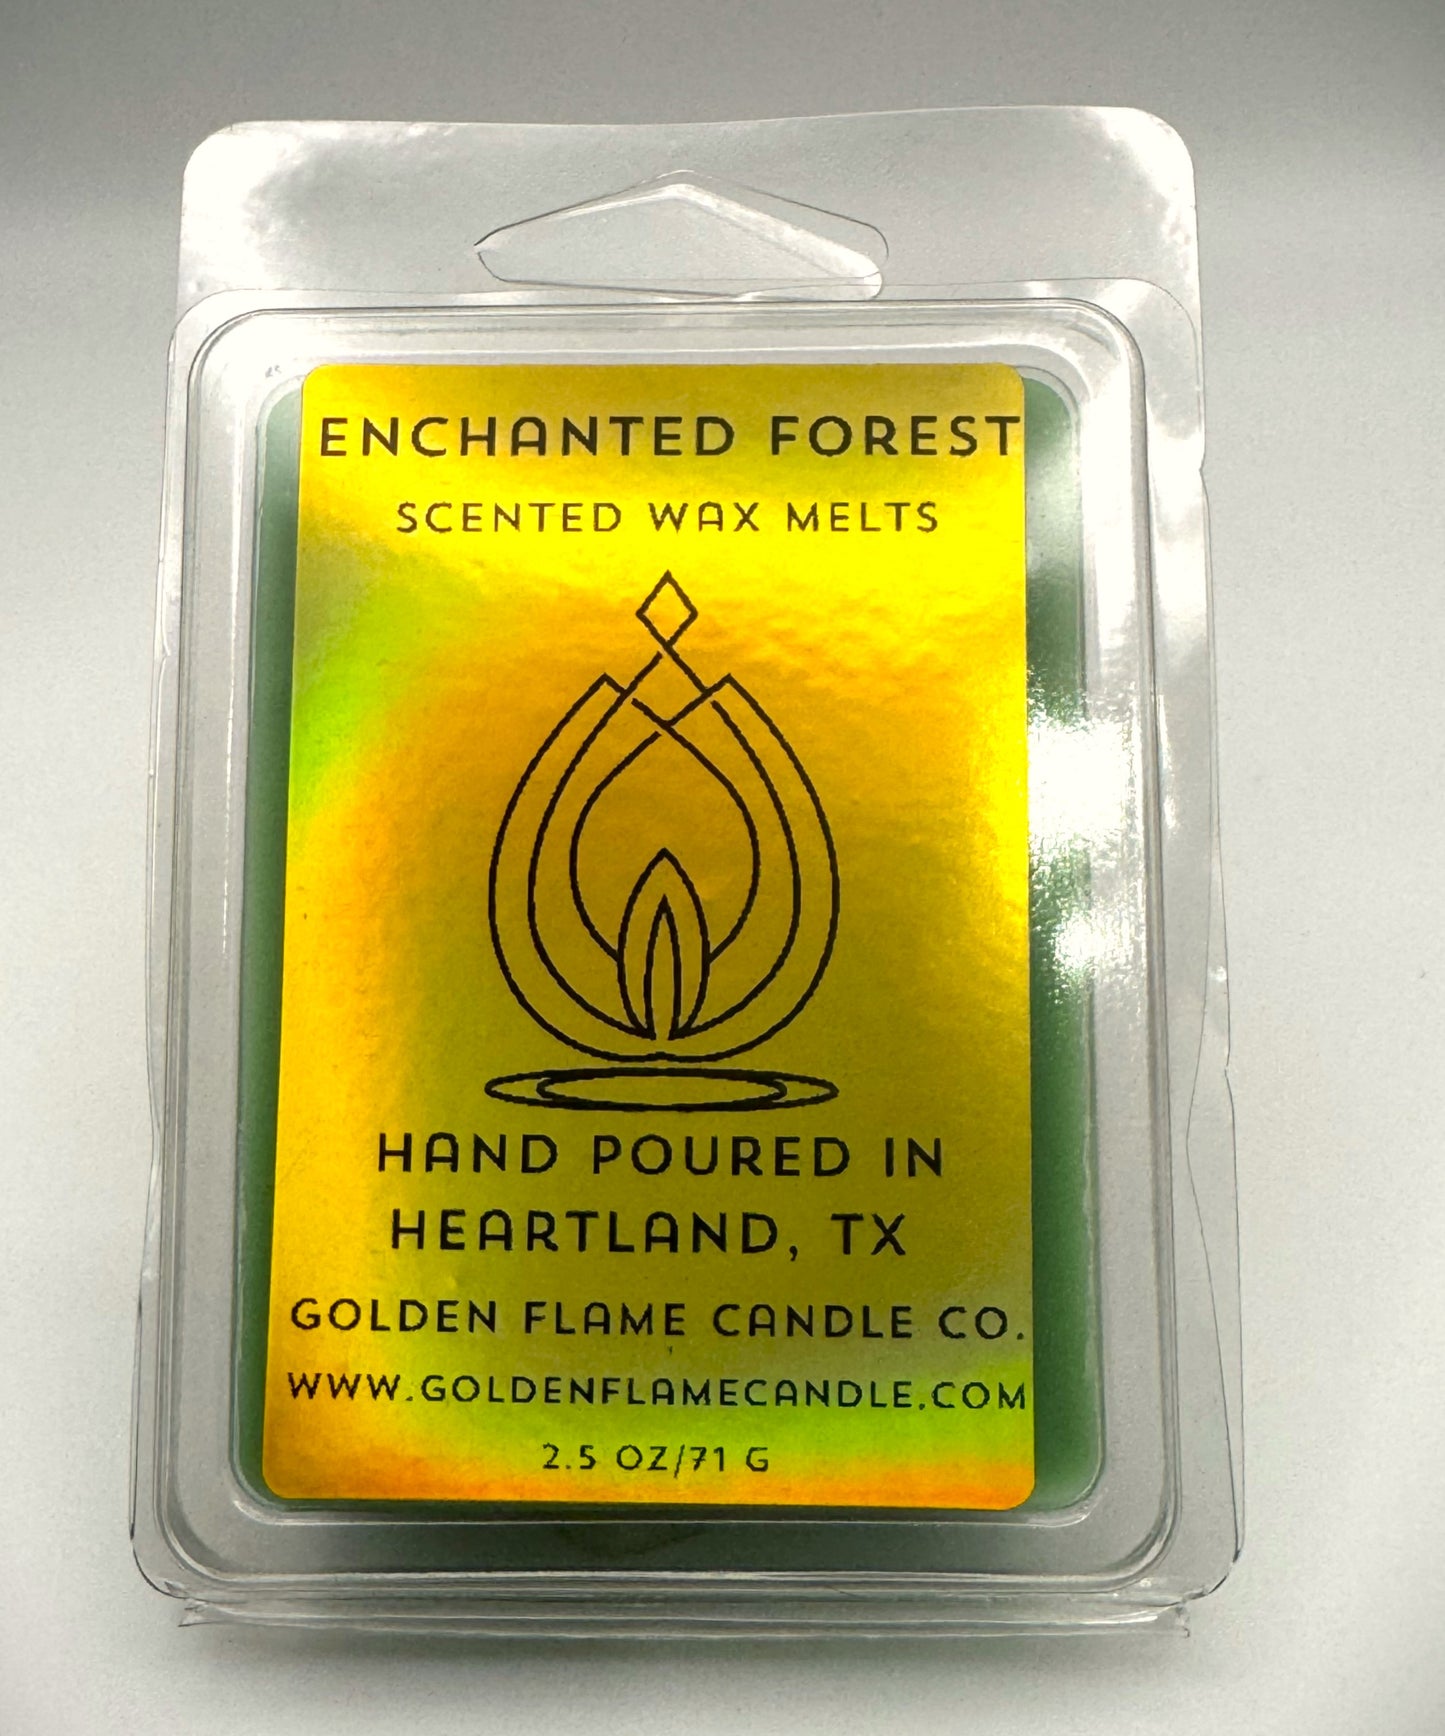 ENCHANTED FOREST
SCENTED WAX MELTS
HAND POURED IN
HEARTLAND, TX
GOLDEN FLAME CANDLE CO.
WWW.GOLDENFLAMECANDLE.COM
2.5 OZ/71 G